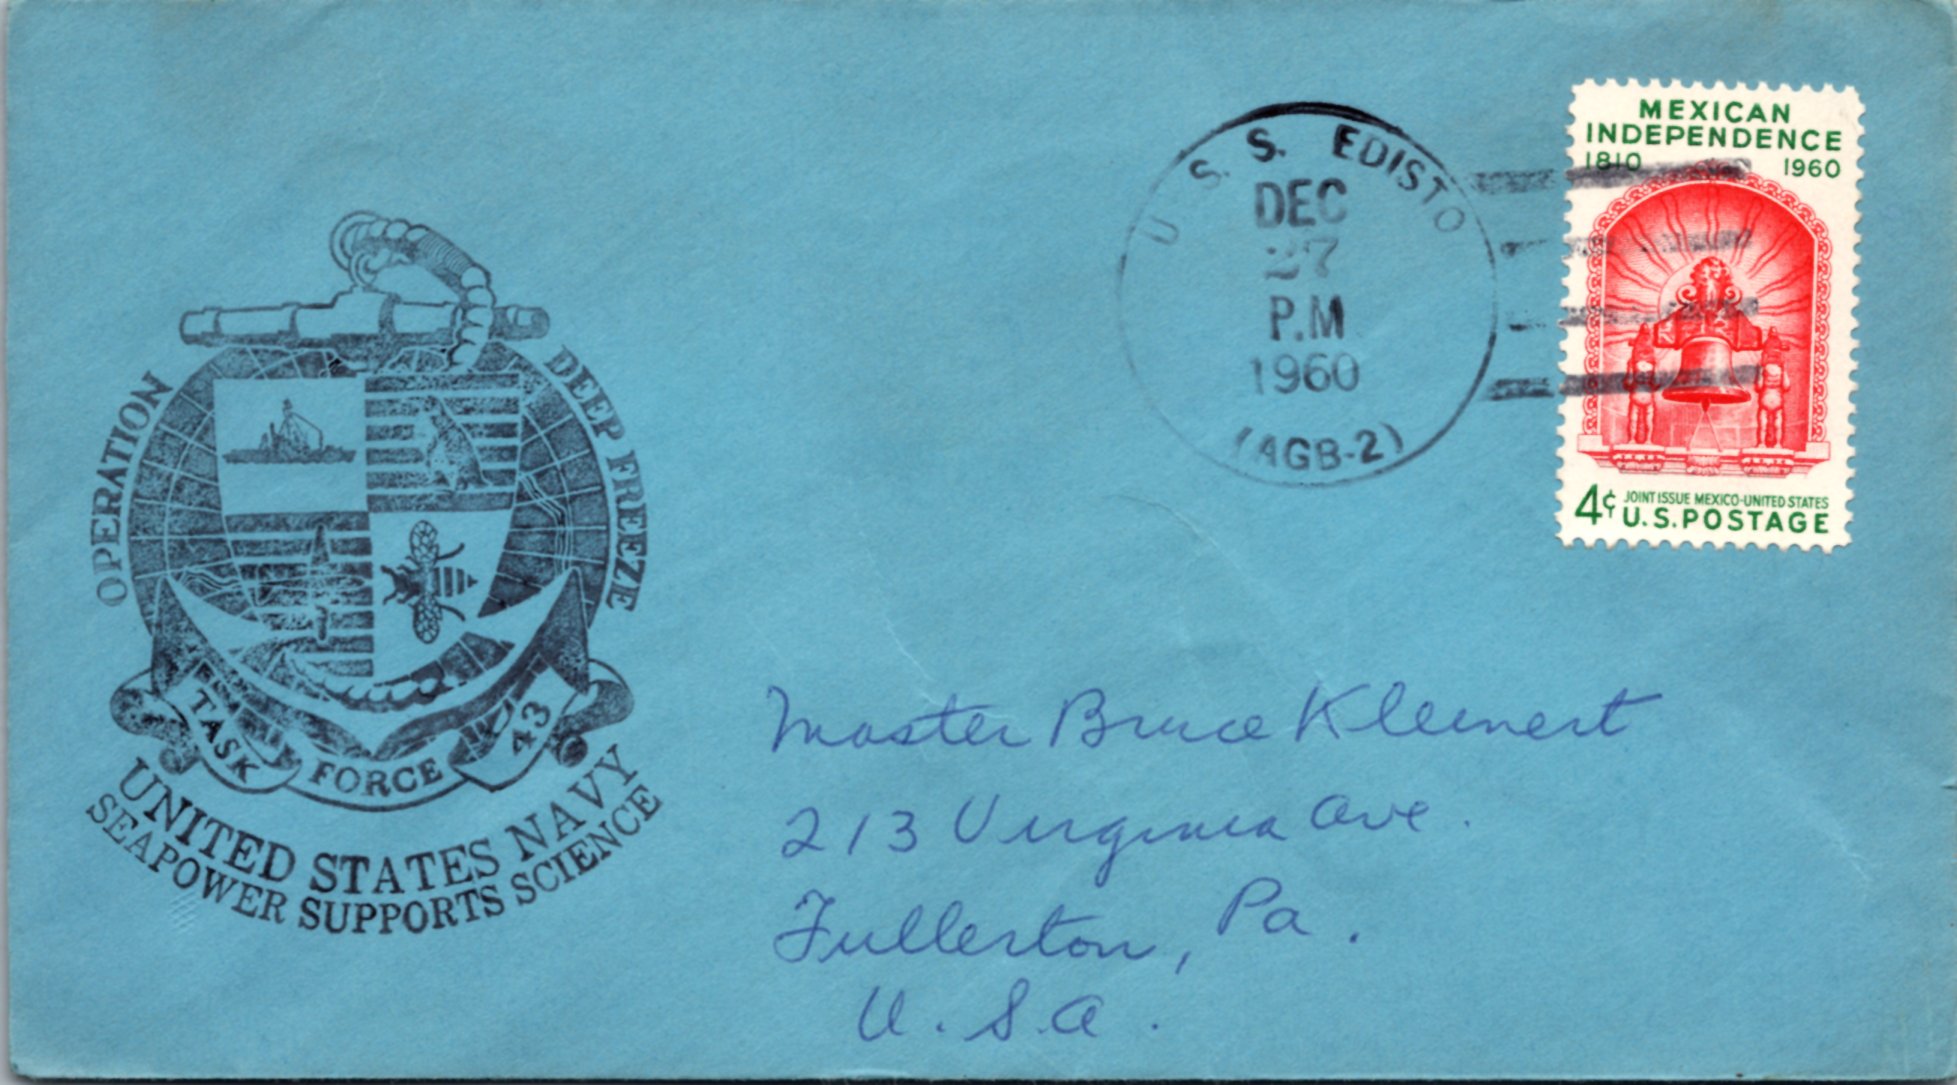 MEXICAN
INDEPENDENCE
1810 1960
4¢ JOINT ISSUE MEXICO-UNITED STATES
U.S. POSTAGE
U. S. S. EDISTO
DEC
27
P.M
1960
(AGB-2)
OPERATION DEEP FREEZE
TASK FORCE 43
UNITED STATES NAVY
SEAPOWER SUPPORTS SCIENCE
Master Bruce Kleinert
213 Virginia Ave.
Fullerton, Pa.
U.S.A.